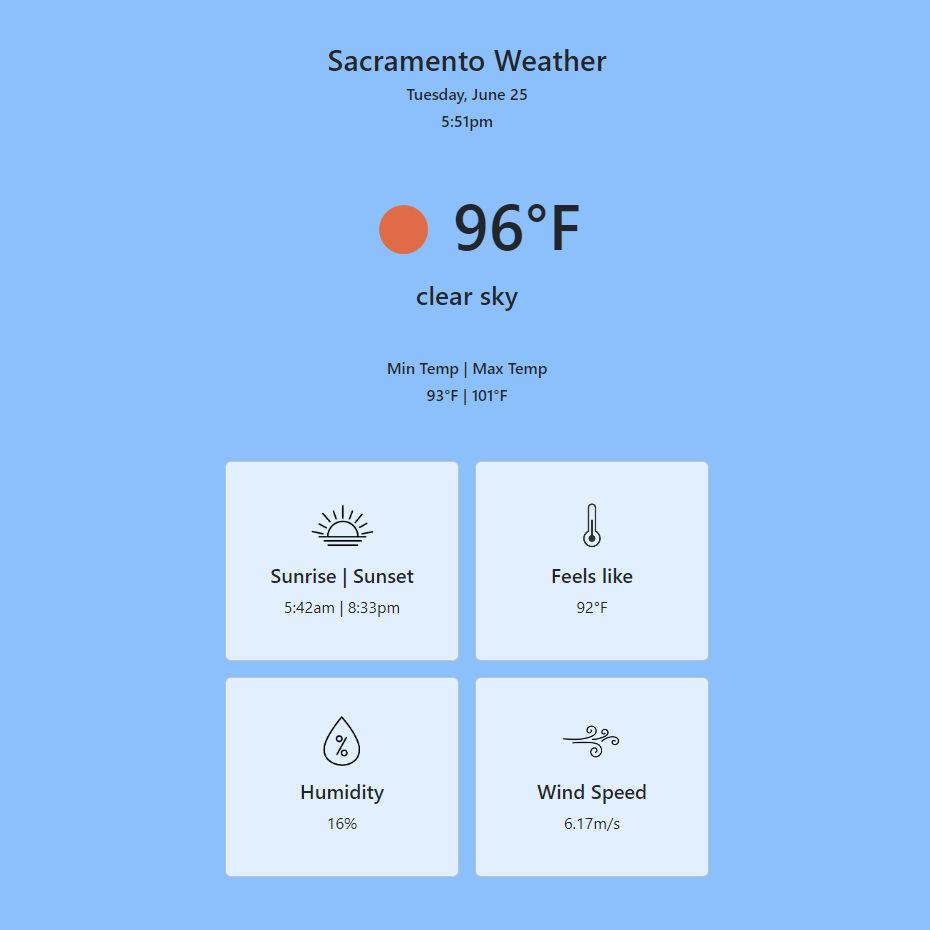 Sacramento Weather
Tuesday, June 25
5:51pm
96°F
clear sky
Min Temp | Max Temp
93°F | 101°F
Sunrise | Sunset
5:42am | 8:33pm
Feels like
92°F
%
Humidity
16%
Wind Speed
6.17m/s